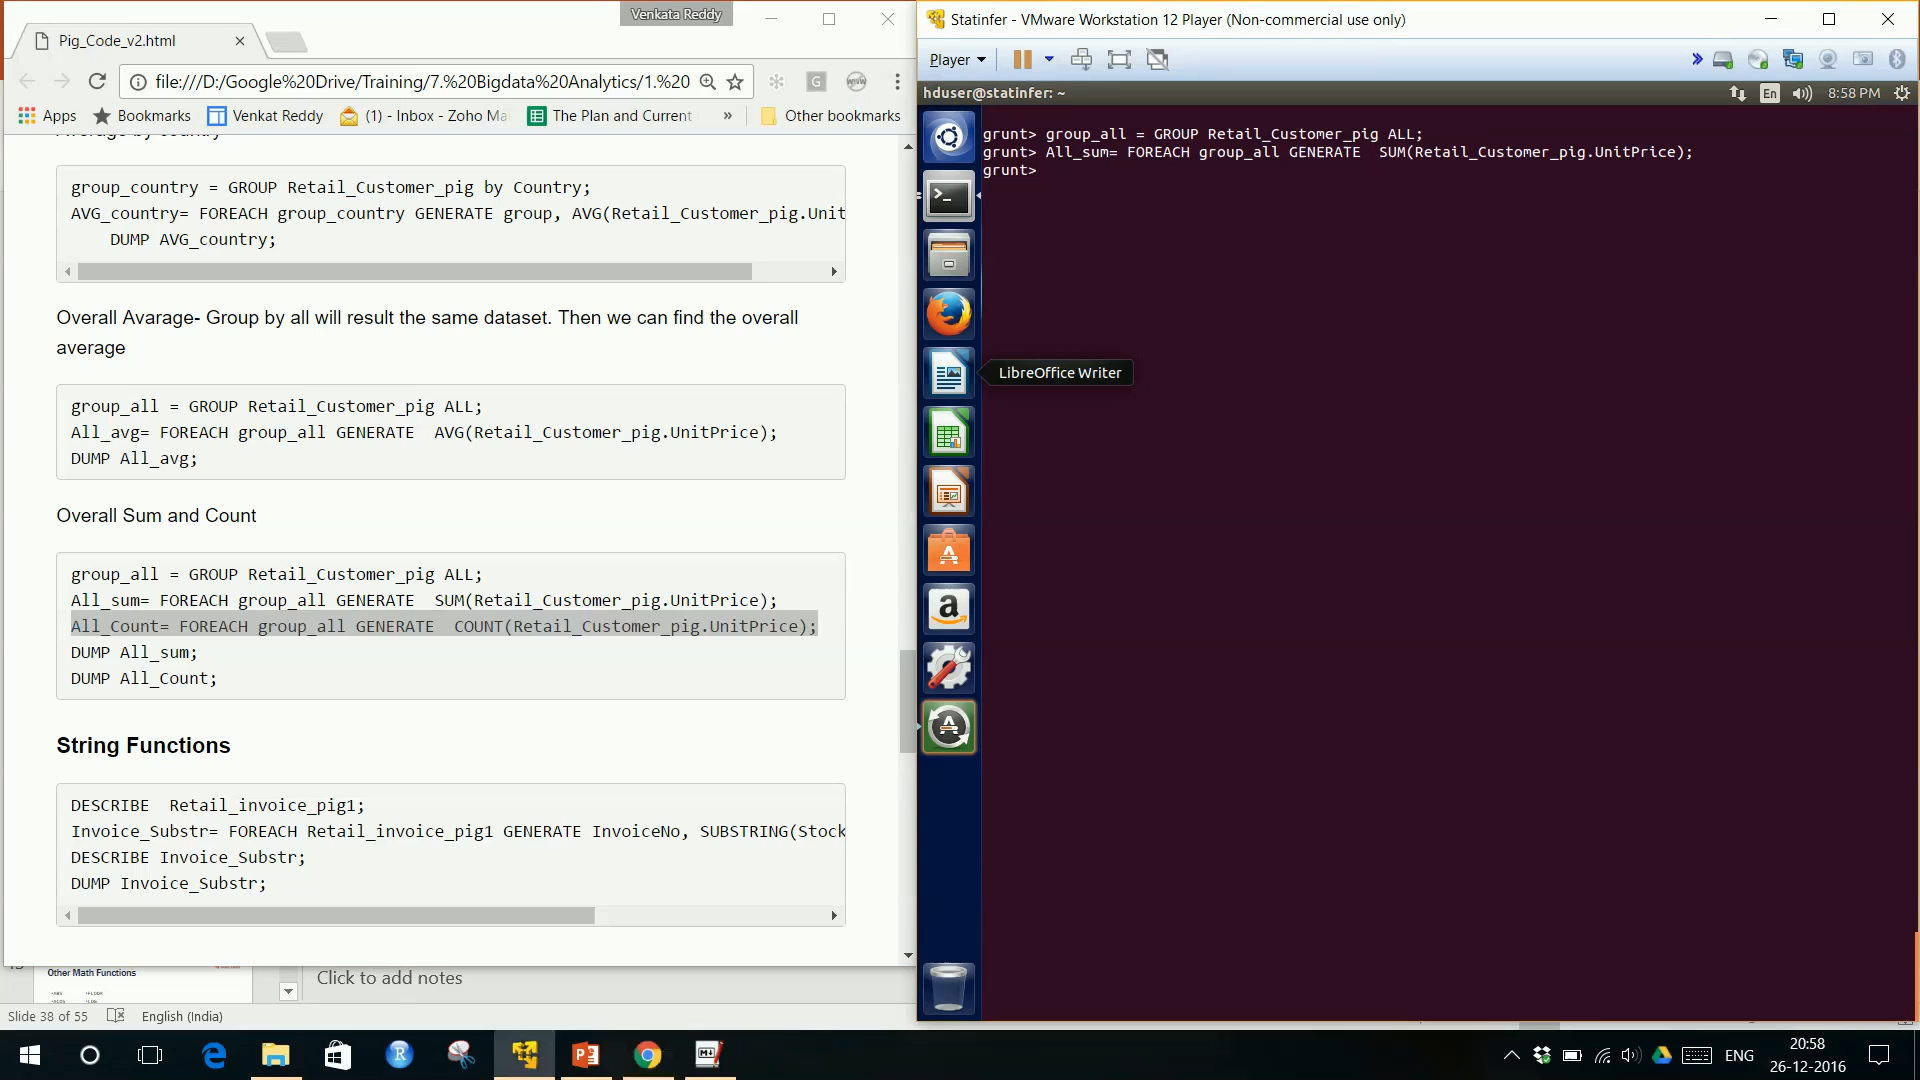 Venkata Reddy
Pig_Code_v2.html
file:///D:/Google%20Drive/Training/7.%20Bigdata%20Analytics/1.%20
Apps
Bookmarks
Venkat Reddy
(1) - Inbox - Zoho Ma
The Plan and Current
»
Other bookmarks
Average by country
group_country = GROUP Retail_Customer_pig by Country;
AVG_country= FOREACH group_country GENERATE group, AVG(Retail_Customer_pig.Unit
DUMP AVG_country;
Overall Avarage- Group by all will result the same dataset. Then we can find the overall
average
group_all = GROUP Retail_Customer_pig ALL;
All_avg= FOREACH group_all GENERATE  AVG(Retail_Customer_pig.UnitPrice);
DUMP All_avg;
Overall Sum and Count
group_all = GROUP Retail_Customer_pig ALL;
All_sum= FOREACH group_all GENERATE  SUM(Retail_Customer_pig.UnitPrice);
All_Count= FOREACH group_all GENERATE  COUNT(Retail_Customer_pig.UnitPrice);
DUMP All_sum;
DUMP All_Count;
String Functions
DESCRIBE  Retail_invoice_pig1;
Invoice_Substr= FOREACH Retail_invoice_pig1 GENERATE InvoiceNo, SUBSTRING(Stock
DESCRIBE Invoice_Substr;
DUMP Invoice_Substr;
Other Math Functions
Click to add notes
Slide 38 of 55
English (India)
Statinfer - VMware Workstation 12 Player (Non-commercial use only)
Player
hduser@statinfer: ~
En
8:58 PM
grunt> group_all = GROUP Retail_Customer_pig ALL;
grunt> All_sum= FOREACH group_all GENERATE  SUM(Retail_Customer_pig.UnitPrice);
grunt>
LibreOffice Writer
ENG
20:58
26-12-2016